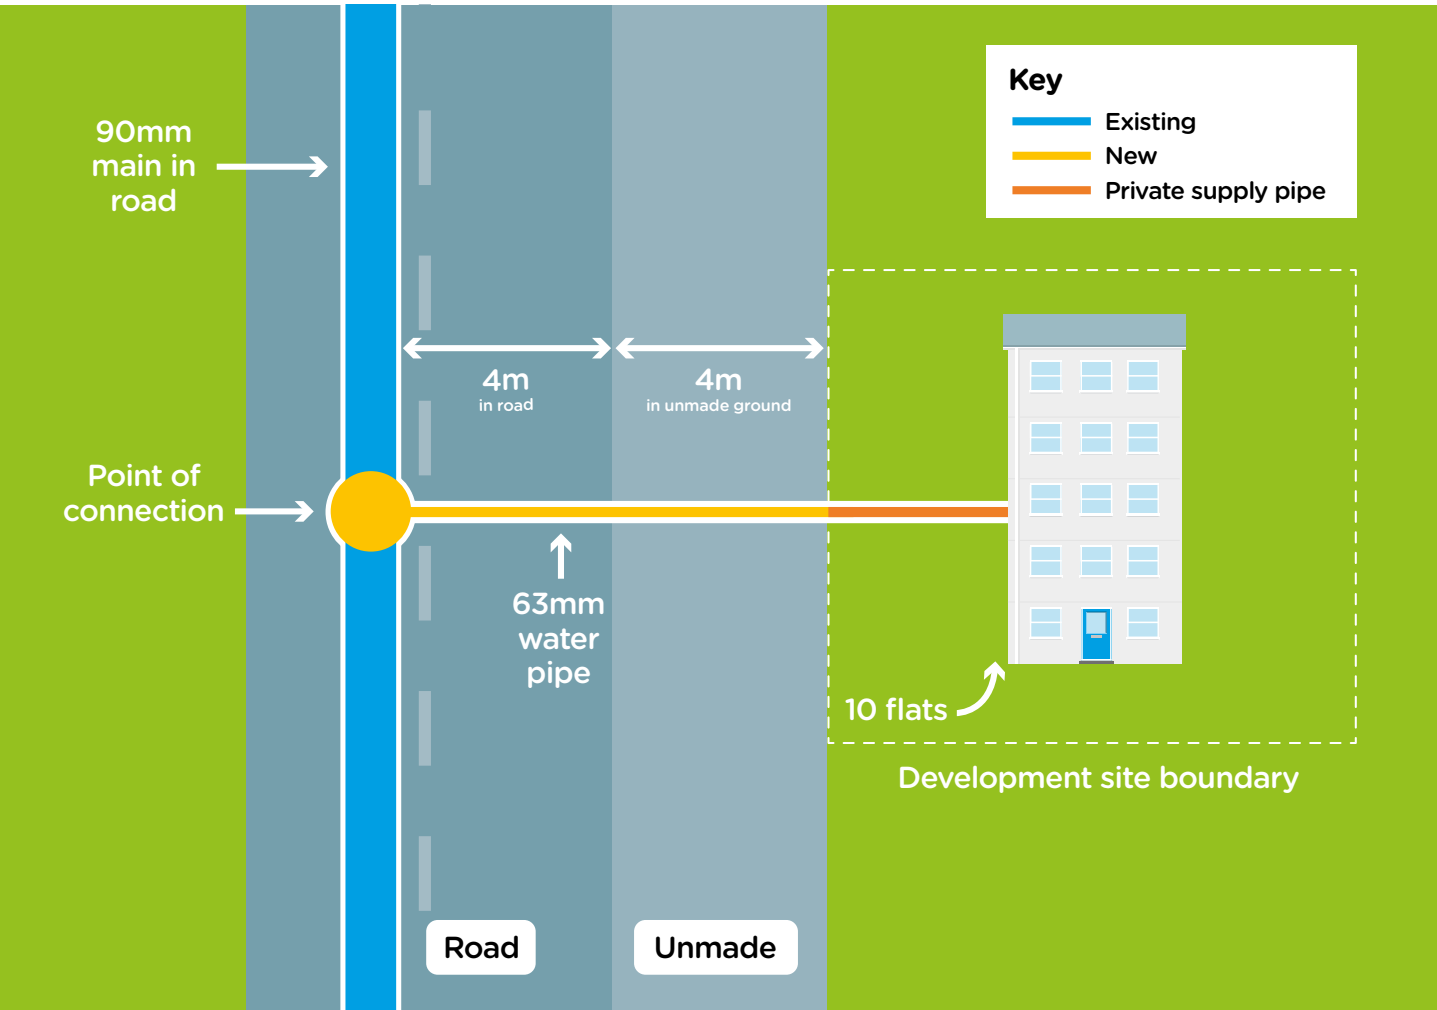 Key
Existing
New
Private supply pipe
90mm
main in
road
4m
in road
4m
in unmade ground
Point of
connection
63mm
water
pipe
10 flats
Development site boundary
Road
Unmade